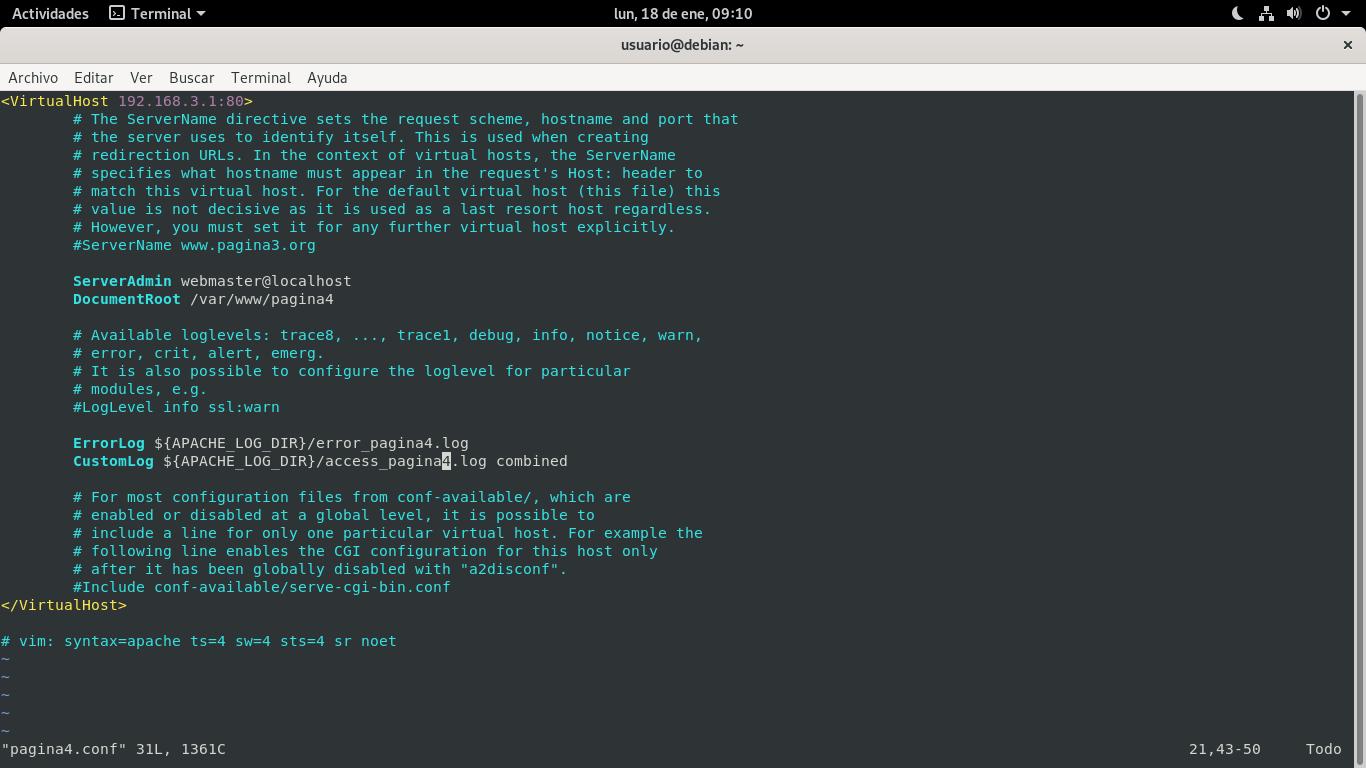 Actividades Terminal lun, 18 de ene, 09:10
usuario@debian: ~
Archivo Editar Ver Buscar Terminal Ayuda
<VirtualHost 192.168.3.1:80>
        # The ServerName directive sets the request scheme, hostname and port that
        # the server uses to identify itself. This is used when creating
        # redirection URLs. In the context of virtual hosts, the ServerName
        # specifies what hostname must appear in the request's Host: header to
        # match this virtual host. For the default virtual host (this file) this
        # value is not decisive as it is used as a last resort host regardless.
        # However, you must set it for any further virtual host explicitly.
        #ServerName www.pagina3.org
        ServerAdmin webmaster@localhost
        DocumentRoot /var/www/pagina4
        # Available loglevels: trace8, ..., trace1, debug, info, notice, warn,
        # error, crit, alert, emerg.
        # It is also possible to configure the loglevel for particular
        # modules, e.g.
        #LogLevel info ssl:warn
        ErrorLog ${APACHE_LOG_DIR}/error_pagina4.log
        CustomLog ${APACHE_LOG_DIR}/access_pagina4.log combined
        # For most configuration files from conf-available/, which are
        # enabled or disabled at a global level, it is possible to
        # include a line for only one particular virtual host. For example the
        # following line enables the CGI configuration for this host only
        # after it has been globally disabled with "a2disconf".
        #Include conf-available/serve-cgi-bin.conf
</VirtualHost>
# vim: syntax=apache ts=4 sw=4 sts=4 sr noet
~
~
~
~
~
"pagina4.conf" 31L, 1361C 21,43-50 Todo